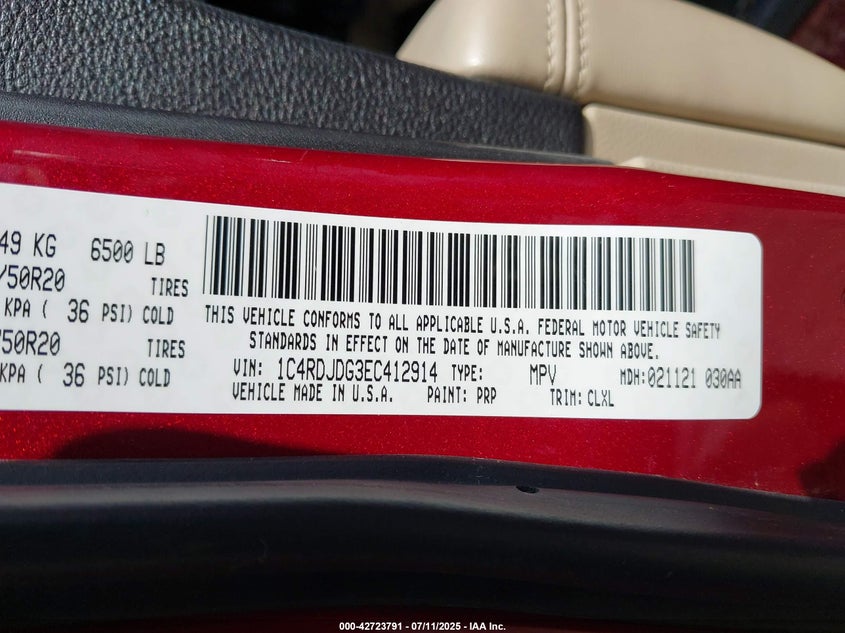 49 KG 6500 LB
/50R20 TIRES
KPA ( 36 PSI) COLD
50R20 TIRES
KPA ( 36 PSI) COLD
THIS VEHICLE CONFORMS TO ALL APPLICABLE U.S.A. FEDERAL MOTOR VEHICLE SAFETY
STANDARDS IN EFFECT ON THE DATE OF MANUFACTURE SHOWN ABOVE.
VIN: 1C4RDJDG3EC412914 TYPE: MPV MDH:021121 030AA
VEHICLE MADE IN U.S.A. PAINT: PRP TRIM: CLXL
000-42723791 - 07/11/2025 - IAA Inc.